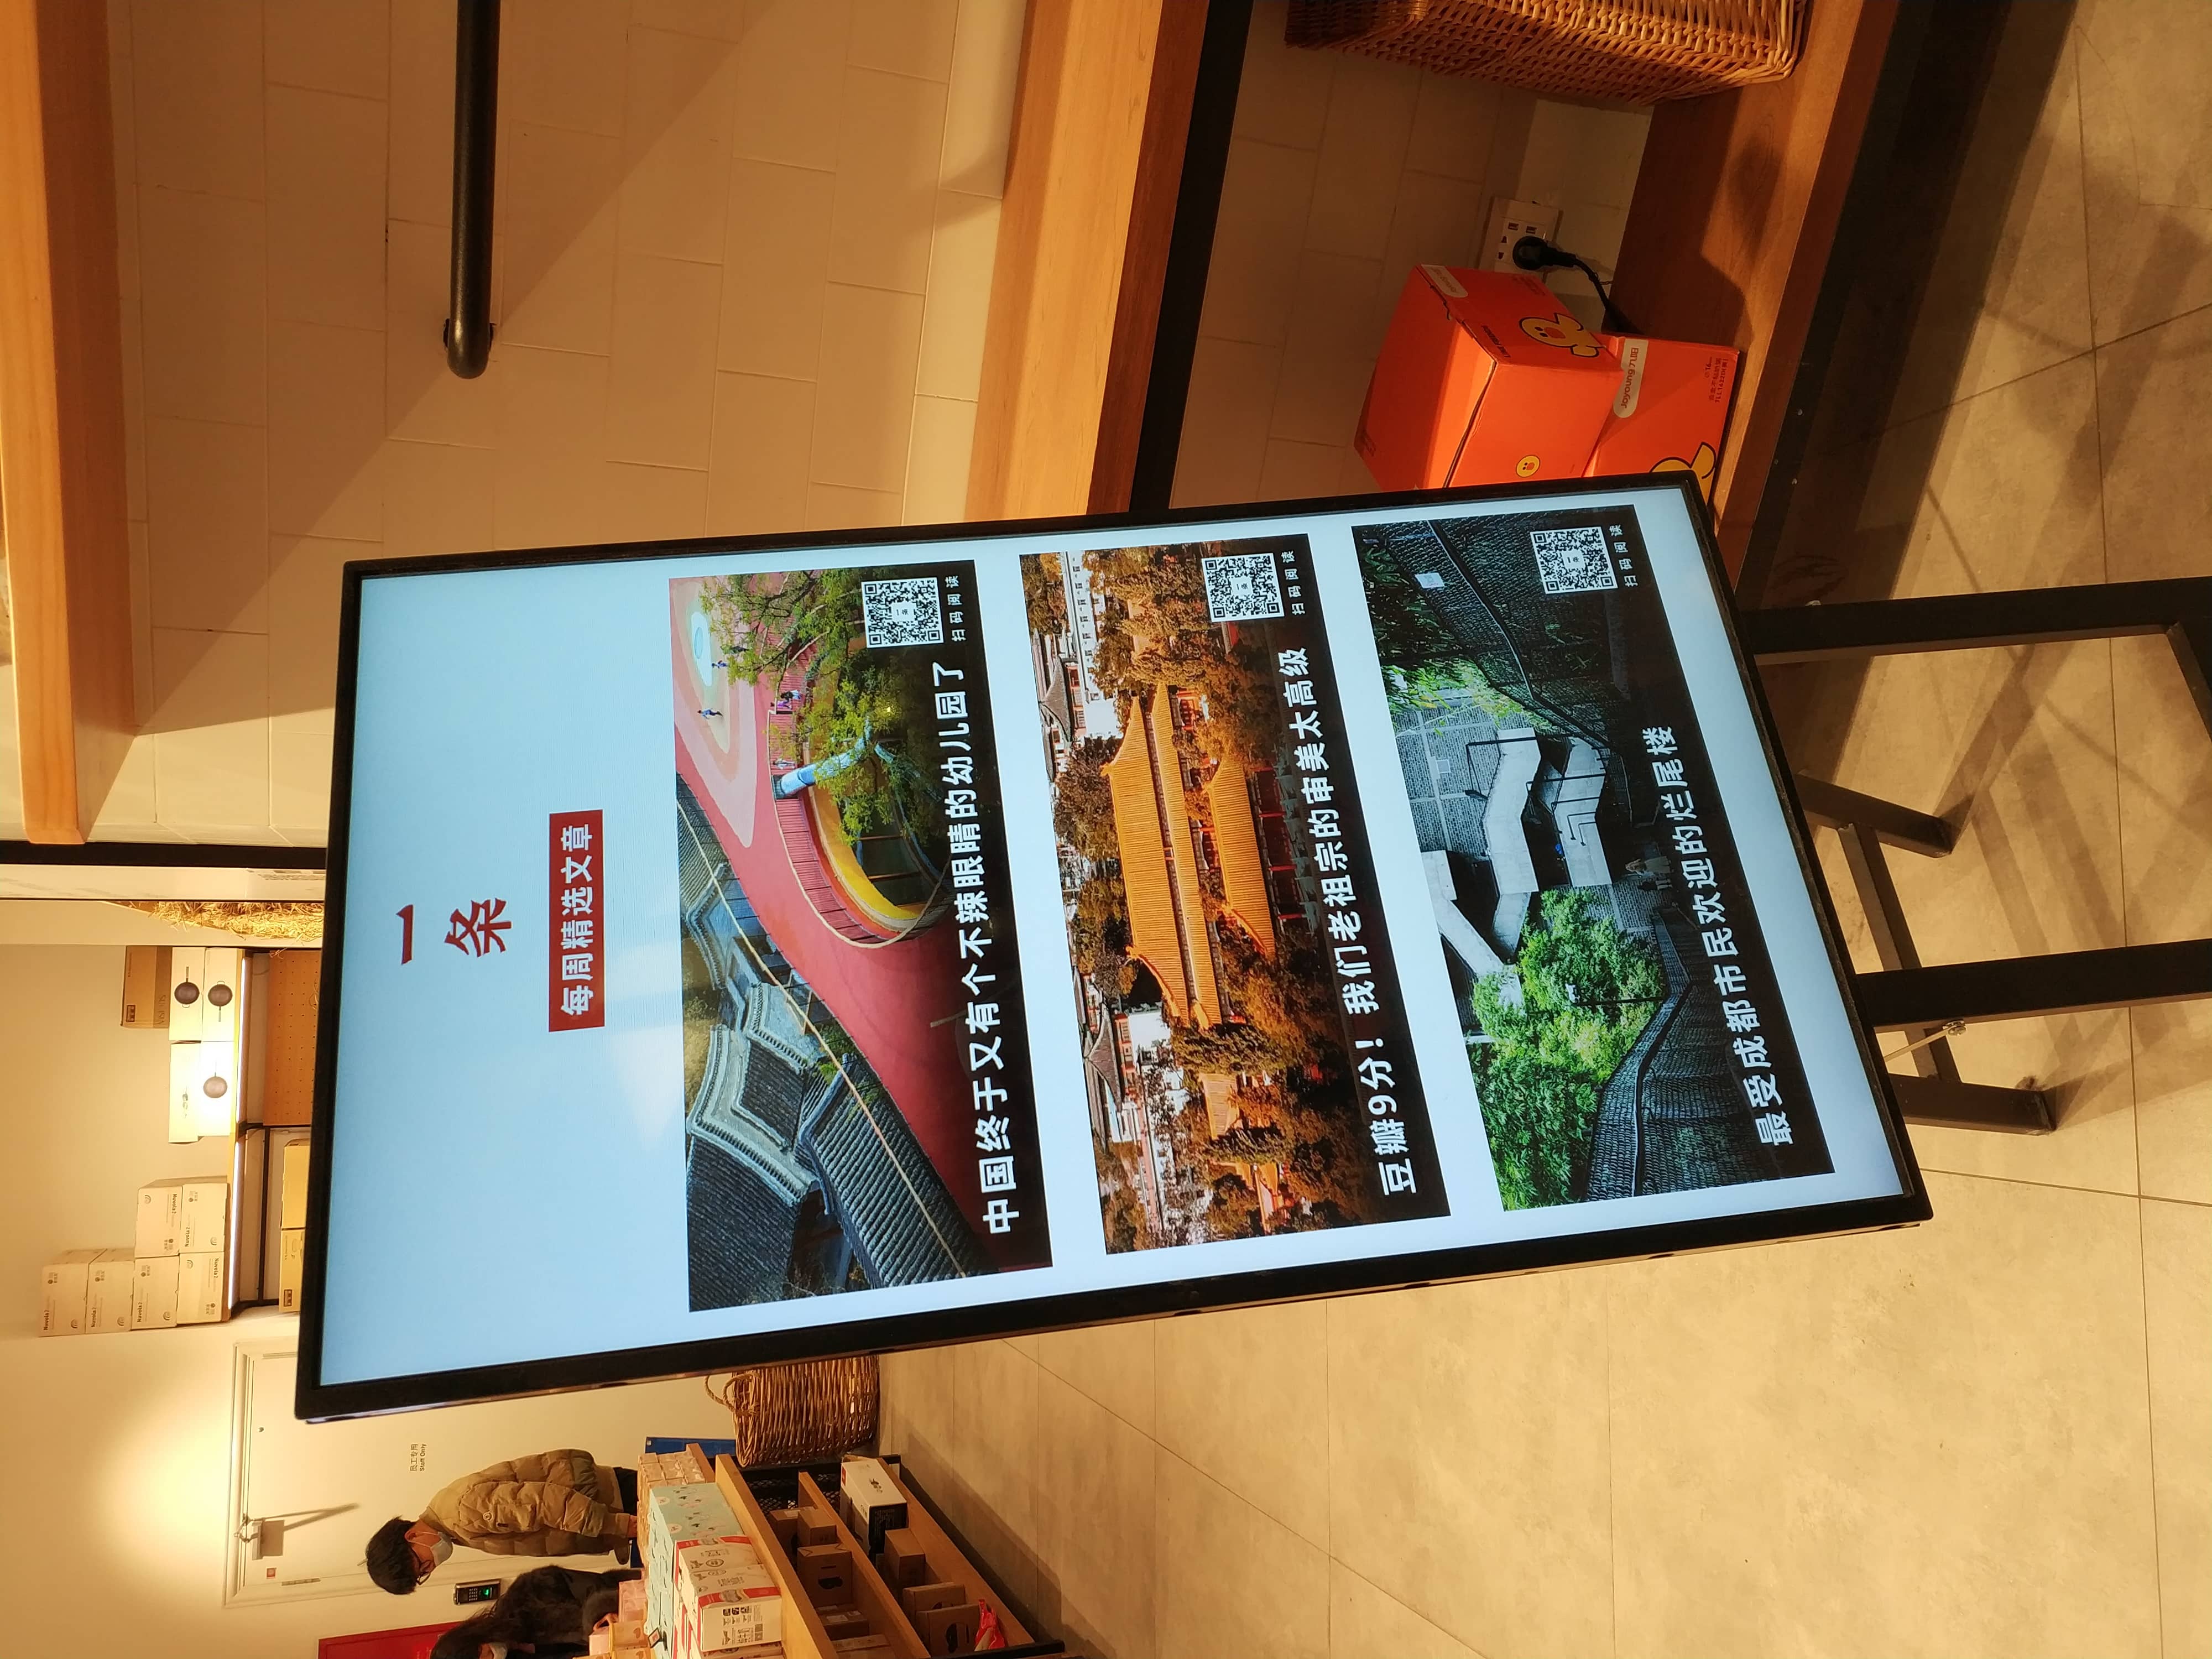 一
条
每周精选文章
中国终于又有个不辣眼睛的幼儿园了
扫码阅读
豆瓣9分！我们老祖宗的审美太高级
扫码阅读
最受成都市民欢迎的烂尾楼
扫码阅读
员工专用
Staff Only
LINE FRIENDS
Joyoung九阳